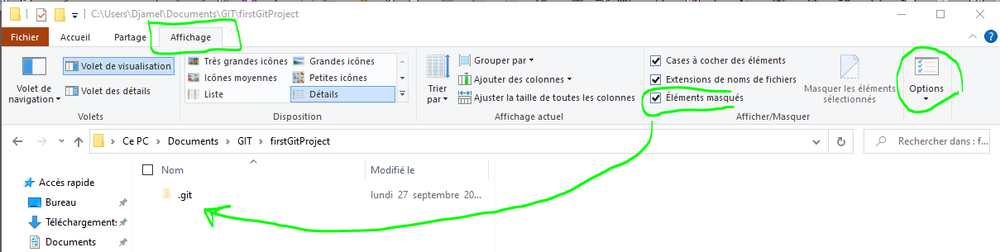 C:\Users\Djamel\Documents\GIT\firstGitProject
Fichier Accueil Partage Affichage
Volet de navigation
Volet de visualisation
Volet des détails
Volets
Très grandes icônes Grandes icônes
Icônes moyennes Petites icônes
Liste Détails
Disposition
Trier par
Grouper par
Ajouter des colonnes
Ajuster la taille de toutes les colonnes
Affichage actuel
Cases à cocher des éléments
Extensions de noms de fichiers
Éléments masqués
Masquer les éléments
sélectionnés
Afficher/Masquer
Options
Ce PC > Documents > GIT > firstGitProject
Rechercher dans : f...
Accès rapide
Bureau
Téléchargements
Documents
Nom Modifié le
.git lundi 27 septembre 20...